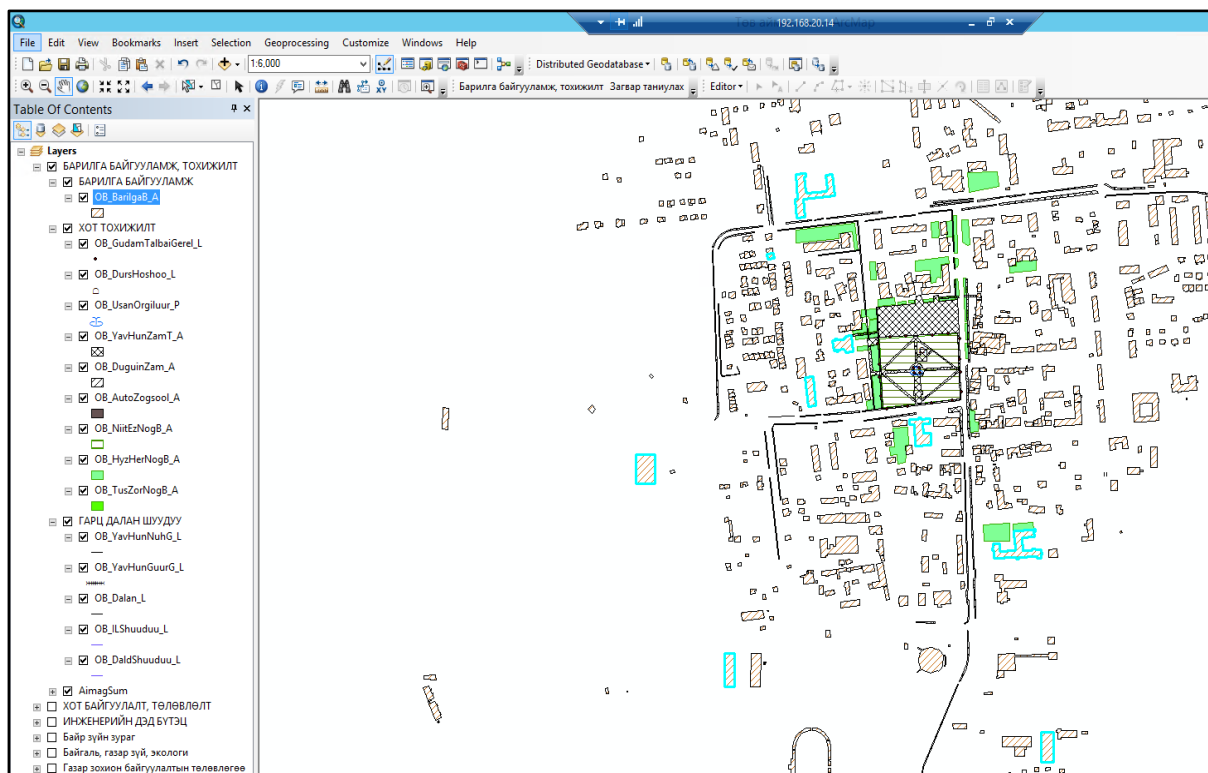 192.168.20.14
File Edit View Bookmarks Insert Selection Geoprocessing Customize Windows Help
1:6,000 Distributed Geodatabase
Барилга байгууламж, тохижилт Загвар таниулах Editor
Table Of Contents
Layers
БАРИЛГА БАЙГУУЛАМЖ, ТОХИЖИЛТ
БАРИЛГА БАЙГУУЛАМЖ
OB_BarilgaB_A
ХОТ ТОХИЖИЛТ
OB_GudamTalbaiGerel_L
OB_DursHoshoo_L
OB_UsanOrgiluur_P
OB_YavHunZamT_A
OB_DuguinZam_A
OB_AutoZogsool_A
OB_NiitEzNogB_A
OB_HyzHerNogB_A
OB_TusZorNogB_A
ГАРЦ ДАЛАН ШУУДУУ
OB_YavHunNuhG_L
OB_YavHunGuurG_L
OB_Dalan_L
OB_ILShuuduu_L
OB_DaldShuuduu_L
AimagSum
ХОТ БАЙГУУЛАЛТ, ТӨЛӨВЛӨЛТ
ИНЖЕНЕРИЙН ДЭД БҮТЭЦ
Байр зүйн зураг
Байгаль, газар зүй, экологи
Газар зохион байгуулалтын төлөвлөгөө